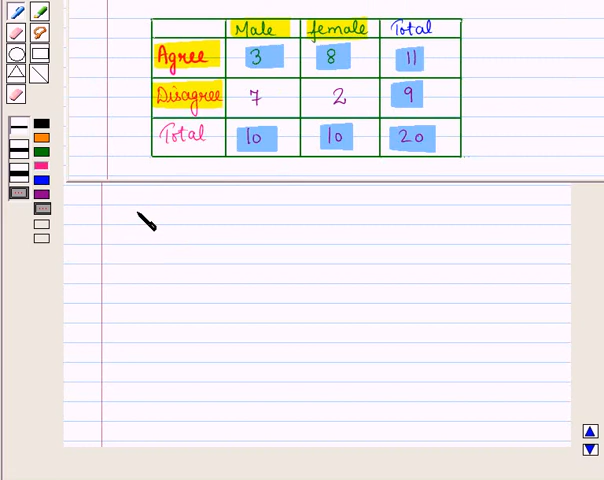 Male female Total
Agree 3 8 11
Disagree 7 2 9
Total 10 10 20